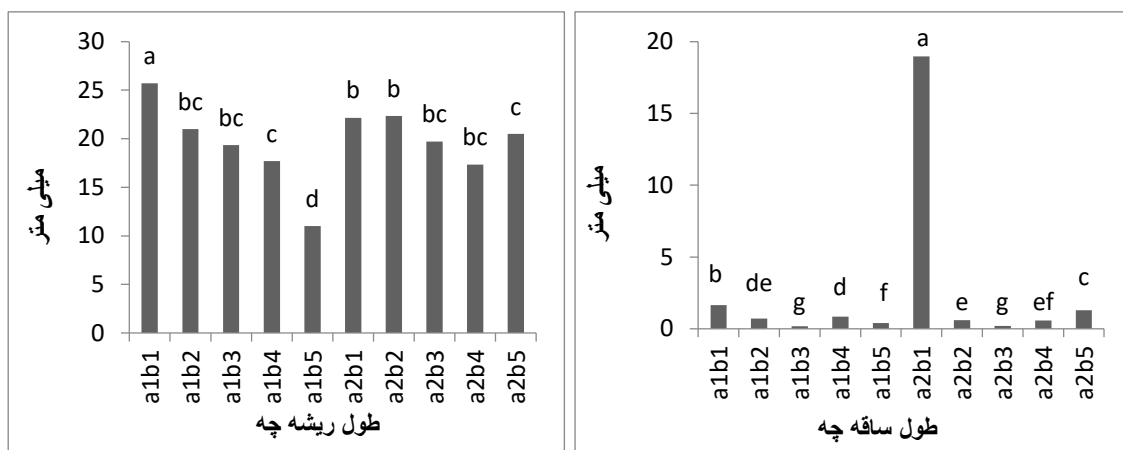 30
25
20
15
10
5
0
میلی متر
a
bc
bc
c
d
b
b
bc
bc
c
a1b1
a1b2
a1b3
a1b4
a1b5
a2b1
a2b2
a2b3
a2b4
a2b5
طول ریشه چه
20
15
10
5
0
میلی متر
b
de
g
d
f
a
e
g
ef
c
a1b1
a1b2
a1b3
a1b4
a1b5
a2b1
a2b2
a2b3
a2b4
a2b5
طول ساقه چه